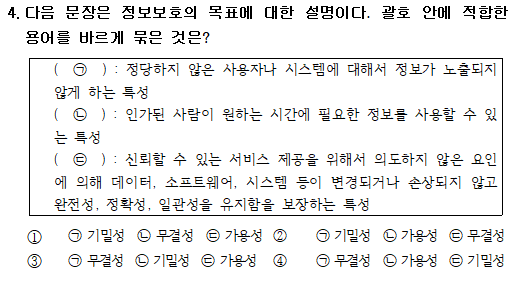 4. 다음 문장은 정보보호의 목표에 대한 설명이다. 괄호 안에 적합한
용어를 바르게 묶은 것은?
( ㉠ ) : 정당하지 않은 사용자나 시스템에 대해서 정보가 노출되지
않게 하는 특성
( ㉡ ) : 인가된 사람이 원하는 시간에 필요한 정보를 사용할 수 있
는 특성
( ㉢ ) : 신뢰할 수 있는 서비스 제공을 위해서 의도하지 않은 요인
에 의해 데이터, 소프트웨어, 시스템 등이 변경되거나 손상되지 않고
완전성, 정확성, 일관성을 유지함을 보장하는 특성
① ㉠ 기밀성 ㉡ 무결성 ㉢ 가용성 ② ㉠ 기밀성 ㉡ 가용성 ㉢ 무결성
③ ㉠ 무결성 ㉡ 기밀성 ㉢ 가용성 ④ ㉠ 무결성 ㉡ 가용성 ㉢ 기밀성